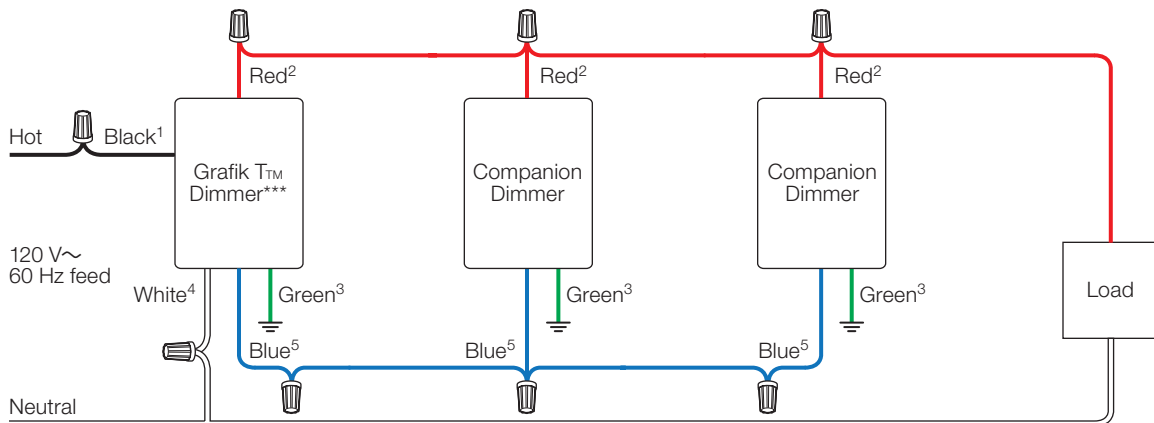 Red²
Red²
Red²
Hot
Black¹
Grafik T™
Dimmer***
Companion
Dimmer
Companion
Dimmer
120 V~
60 Hz feed
White⁴
Green³
Green³
Green³
Load
Blue⁵
Blue⁵
Blue⁵
Neutral